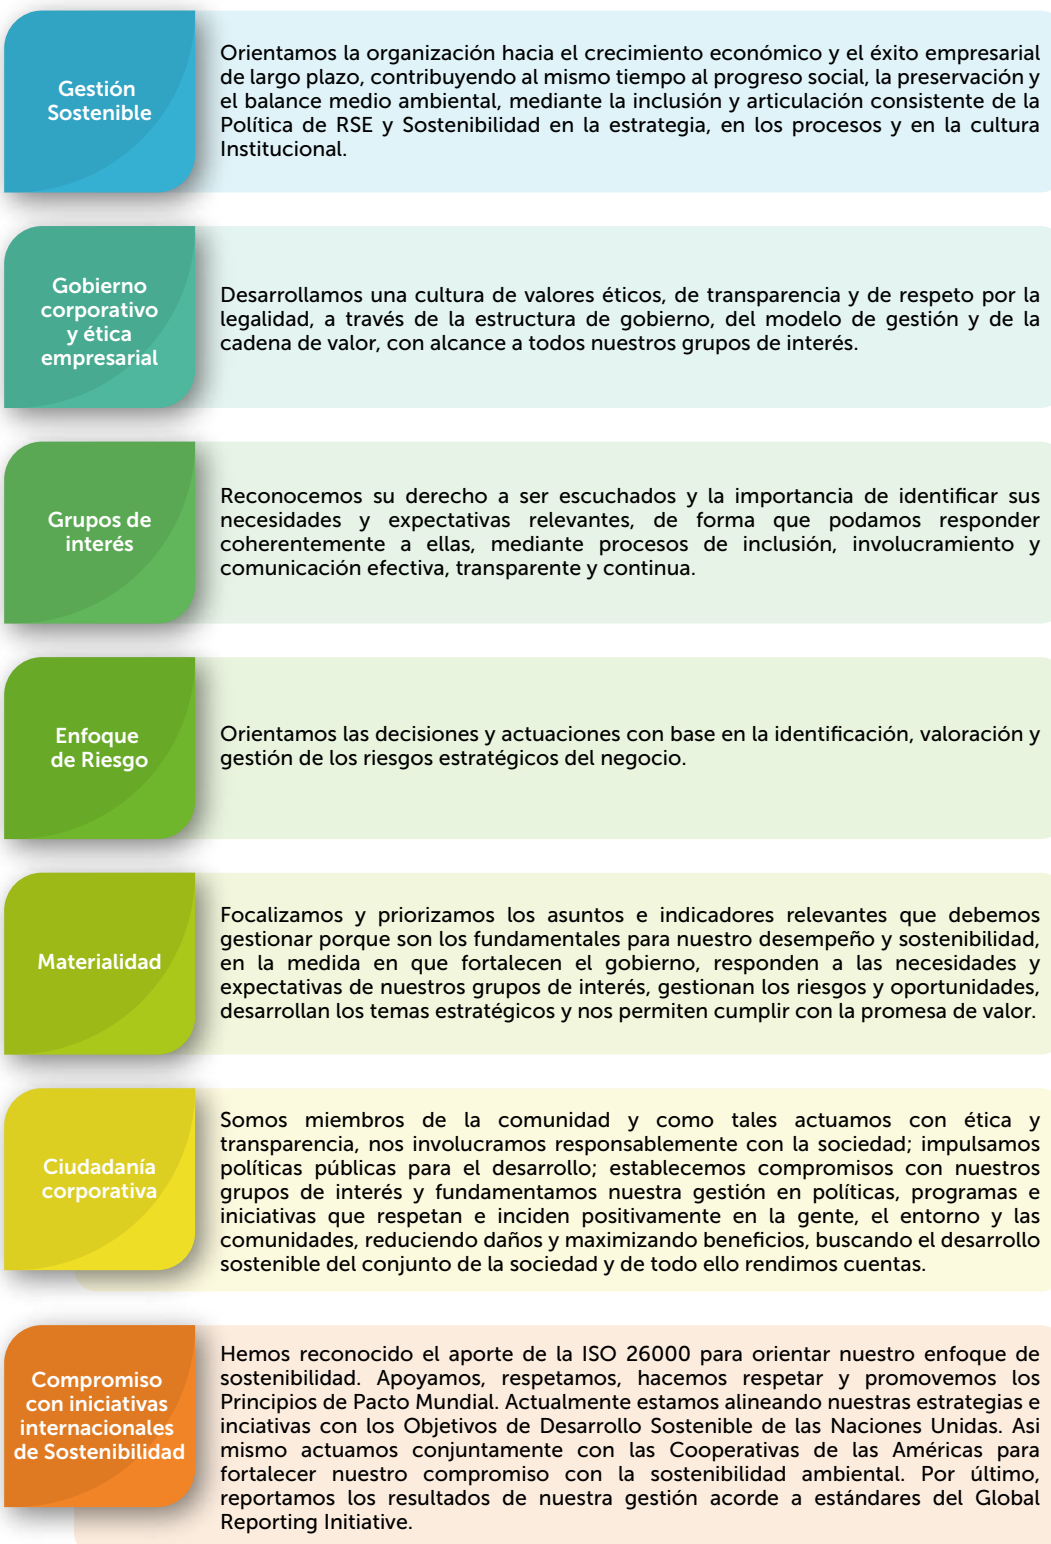 Gestión
Sostenible
Orientamos la organización hacia el crecimiento económico y el éxito empresarial
de largo plazo, contribuyendo al mismo tiempo al progreso social, la preservación y
el balance medio ambiental, mediante la inclusión y articulación consistente de la
Política de RSE y Sostenibilidad en la estrategia, en los procesos y en la cultura
Institucional.
Gobierno
corporativo
y ética
empresarial
Desarrollamos una cultura de valores éticos, de transparencia y de respeto por la
legalidad, a través de la estructura de gobierno, del modelo de gestión y de la
cadena de valor, con alcance a todos nuestros grupos de interés.
Grupos de
interés
Reconocemos su derecho a ser escuchados y la importancia de identificar sus
necesidades y expectativas relevantes, de forma que podamos responder
coherentemente a ellas, mediante procesos de inclusión, involucramiento y
comunicación efectiva, transparente y continua.
Enfoque
de Riesgo
Orientamos las decisiones y actuaciones con base en la identificación, valoración y
gestión de los riesgos estratégicos del negocio.
Materialidad
Focalizamos y priorizamos los asuntos e indicadores relevantes que debemos
gestionar porque son los fundamentales para nuestro desempeño y sostenibilidad,
en la medida en que fortalecen el gobierno, responden a las necesidades y
expectativas de nuestros grupos de interés, gestionan los riesgos y oportunidades,
desarrollan los temas estratégicos y nos permiten cumplir con la promesa de valor.
Ciudadanía
corporativa
Somos miembros de la comunidad y como tales actuamos con ética y
transparencia, nos involucramos responsablemente con la sociedad; impulsamos
políticas públicas para el desarrollo; establecemos compromisos con nuestros
grupos de interés y fundamentamos nuestra gestión en políticas, programas e
iniciativas que respetan e inciden positivamente en la gente, el entorno y las
comunidades, reduciendo daños y maximizando beneficios, buscando el desarrollo
sostenible del conjunto de la sociedad y de todo ello rendimos cuentas.
Compromiso
con iniciativas
internacionales
de Sostenibilidad
Hemos reconocido el aporte de la ISO 26000 para orientar nuestro enfoque de
sostenibilidad. Apoyamos, respetamos, hacemos respetar y promovemos los
Principios de Pacto Mundial. Actualmente estamos alineando nuestras estrategias e
inciativas con los Objetivos de Desarrollo Sostenible de las Naciones Unidas. Asi
mismo actuamos conjuntamente con las Cooperativas de las Américas para
fortalecer nuestro compromiso con la sostenibilidad ambiental. Por último,
reportamos los resultados de nuestra gestión acorde a estándares del Global
Reporting Initiative.